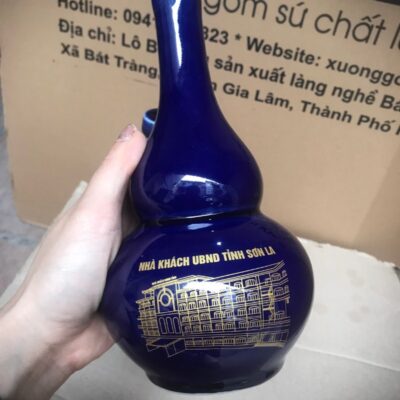 gốm sứ chất l
Hotline: 094
323 * Website: xuonggo
Địa chỉ: Lô B
sản xuất làng nghề Bá
Xã Bát Tràng,
Gia Lâm, Thành Phố H
NHÀ KHÁCH UBND TỈNH SƠN LA